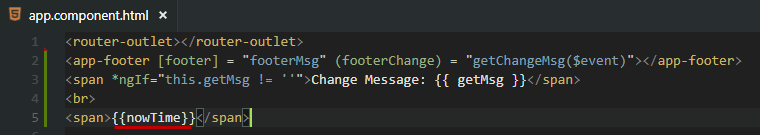 app.component.html ×
1 <router-outlet></router-outlet>
2 <app-footer [footer] = "footerMsg" (footerChange) = "getChangeMsg($event)"></app-footer>
3 <span *ngIf="this.getMsg != ''">Change Message: {{ getMsg }}</span>
4 <br>
5 <span>{{nowTime}}</span>